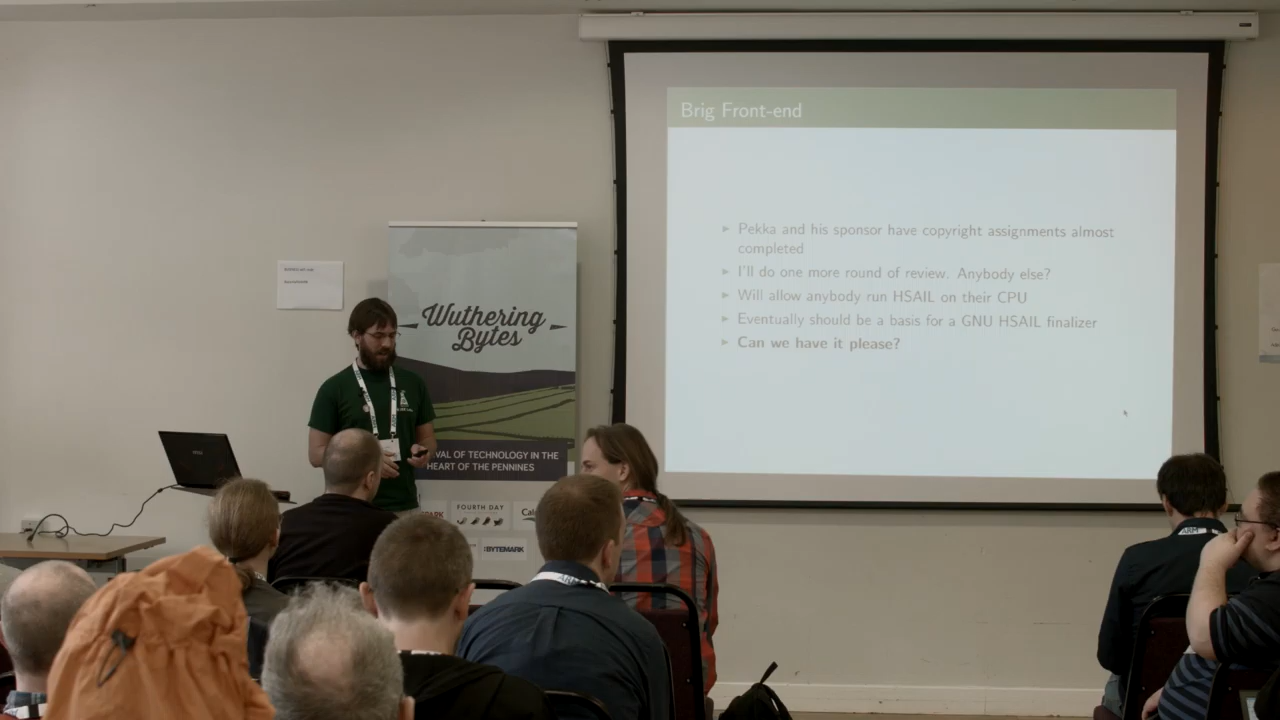 Brig Front-end
Pekka and his sponsor have copyright assignments almost
completed
I'll do one more round of review. Anybody else?
Will allow anybody run HSAIL on their CPU
Eventually should be a basis for a GNU HSAIL finalizer
Can we have it please?
Wuthering
Bytes
VAL OF TECHNOLOGY IN THE
HEART OF THE PENNINES
FOURTH DAY
BYTEMARK